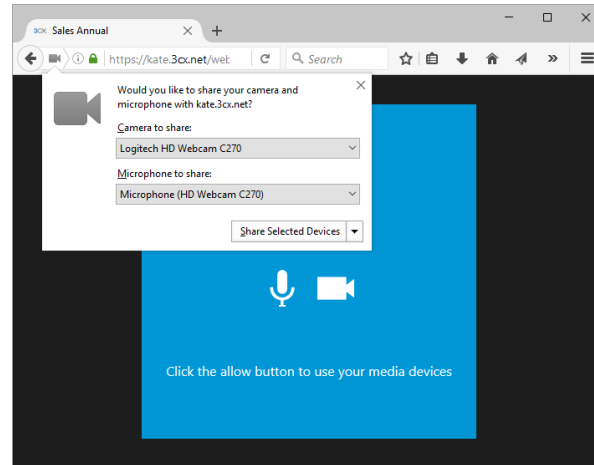 3CX Sales Annual
https://kate.3cx.net/web
Search
Would you like to share your camera and
microphone with kate.3cx.net?
Camera to share:
Logitech HD Webcam C270
Microphone to share:
Microphone (HD Webcam C270)
Share Selected Devices
Click the allow button to use your media devices